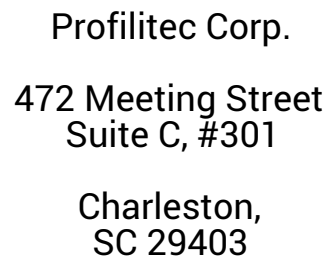 Profilitec Corp.
472 Meeting Street
Suite C, #301
Charleston,
SC 29403